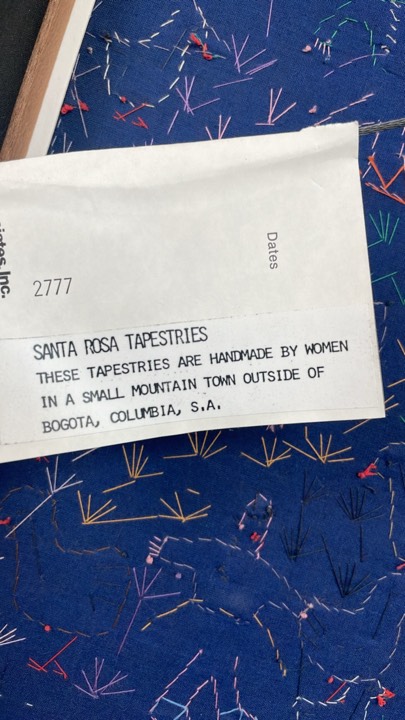 Dates
2777
SANTA ROSA TAPESTRIES
THESE TAPESTRIES ARE HANDMADE BY WOMEN
IN A SMALL MOUNTAIN TOWN OUTSIDE OF
BOGOTA, COLUMBIA, S.A.
Inc.